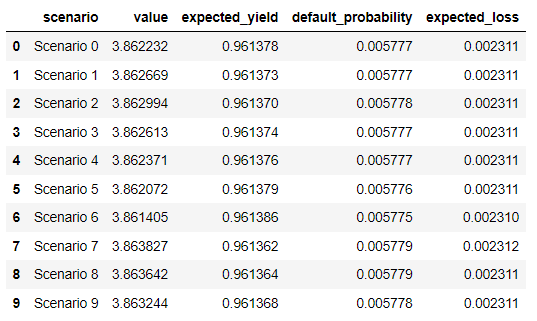 scenario value expected_yield default_probability expected_loss
0 Scenario 0 3.862232 0.961378 0.005777 0.002311
1 Scenario 1 3.862669 0.961373 0.005777 0.002311
2 Scenario 2 3.862994 0.961370 0.005778 0.002311
3 Scenario 3 3.862613 0.961374 0.005777 0.002311
4 Scenario 4 3.862371 0.961376 0.005777 0.002311
5 Scenario 5 3.862072 0.961379 0.005776 0.002311
6 Scenario 6 3.861405 0.961386 0.005775 0.002310
7 Scenario 7 3.863827 0.961362 0.005779 0.002312
8 Scenario 8 3.863642 0.961364 0.005779 0.002311
9 Scenario 9 3.863244 0.961368 0.005778 0.002311